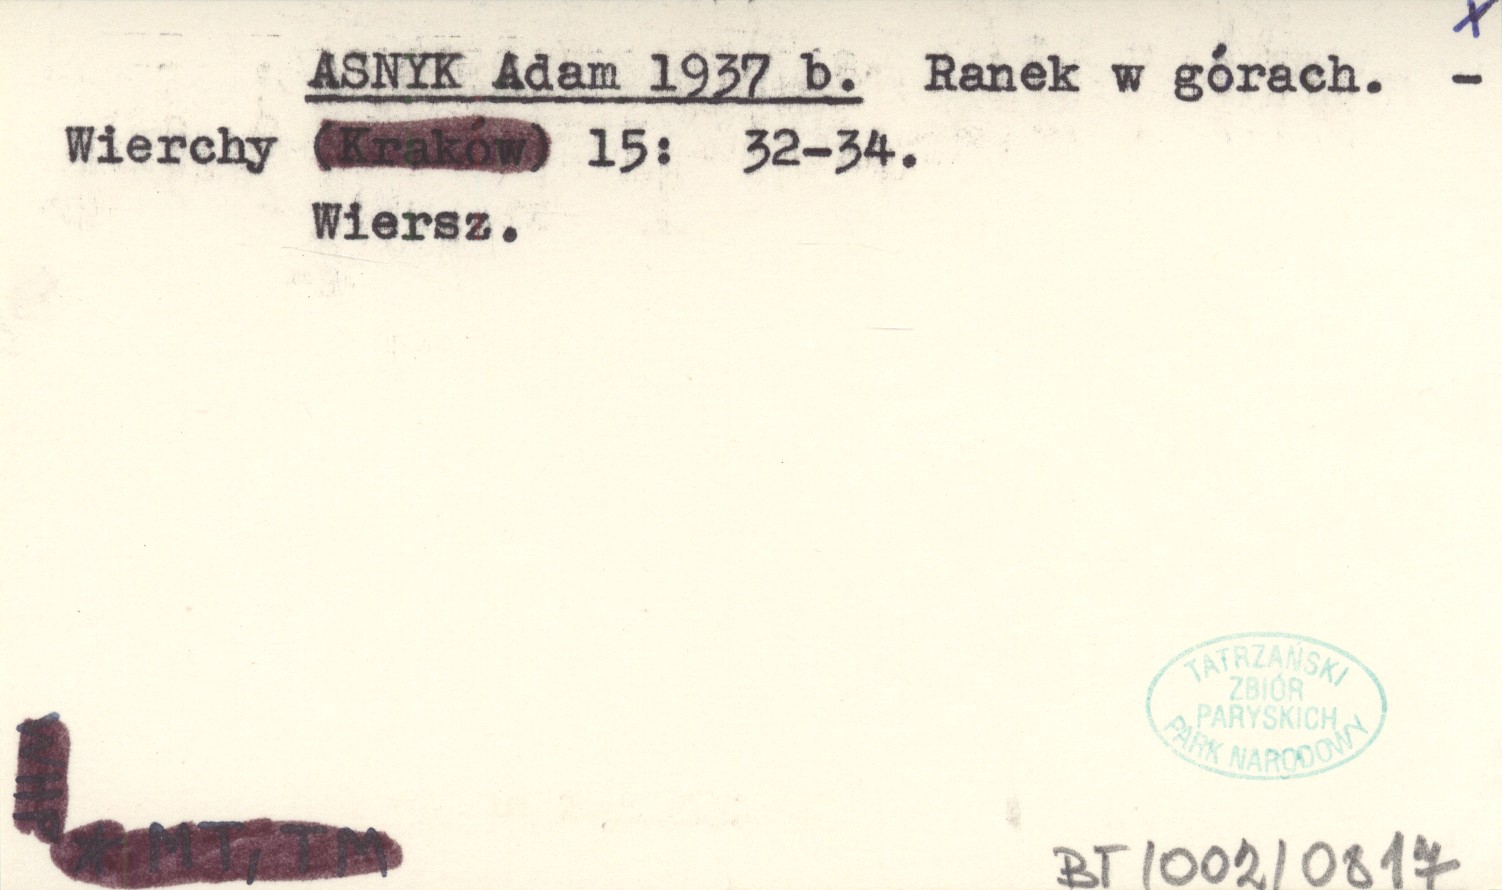 x
ASNYK Adam 1937 b. Ranek w górach. -
Wierchy (Kraków) 15: 32-34.
Wiersz.
TATRZAŃSKI
ZBIÓR
PARYSKICH
PARK NARODOWY
* MT, TM
BT/002/0817